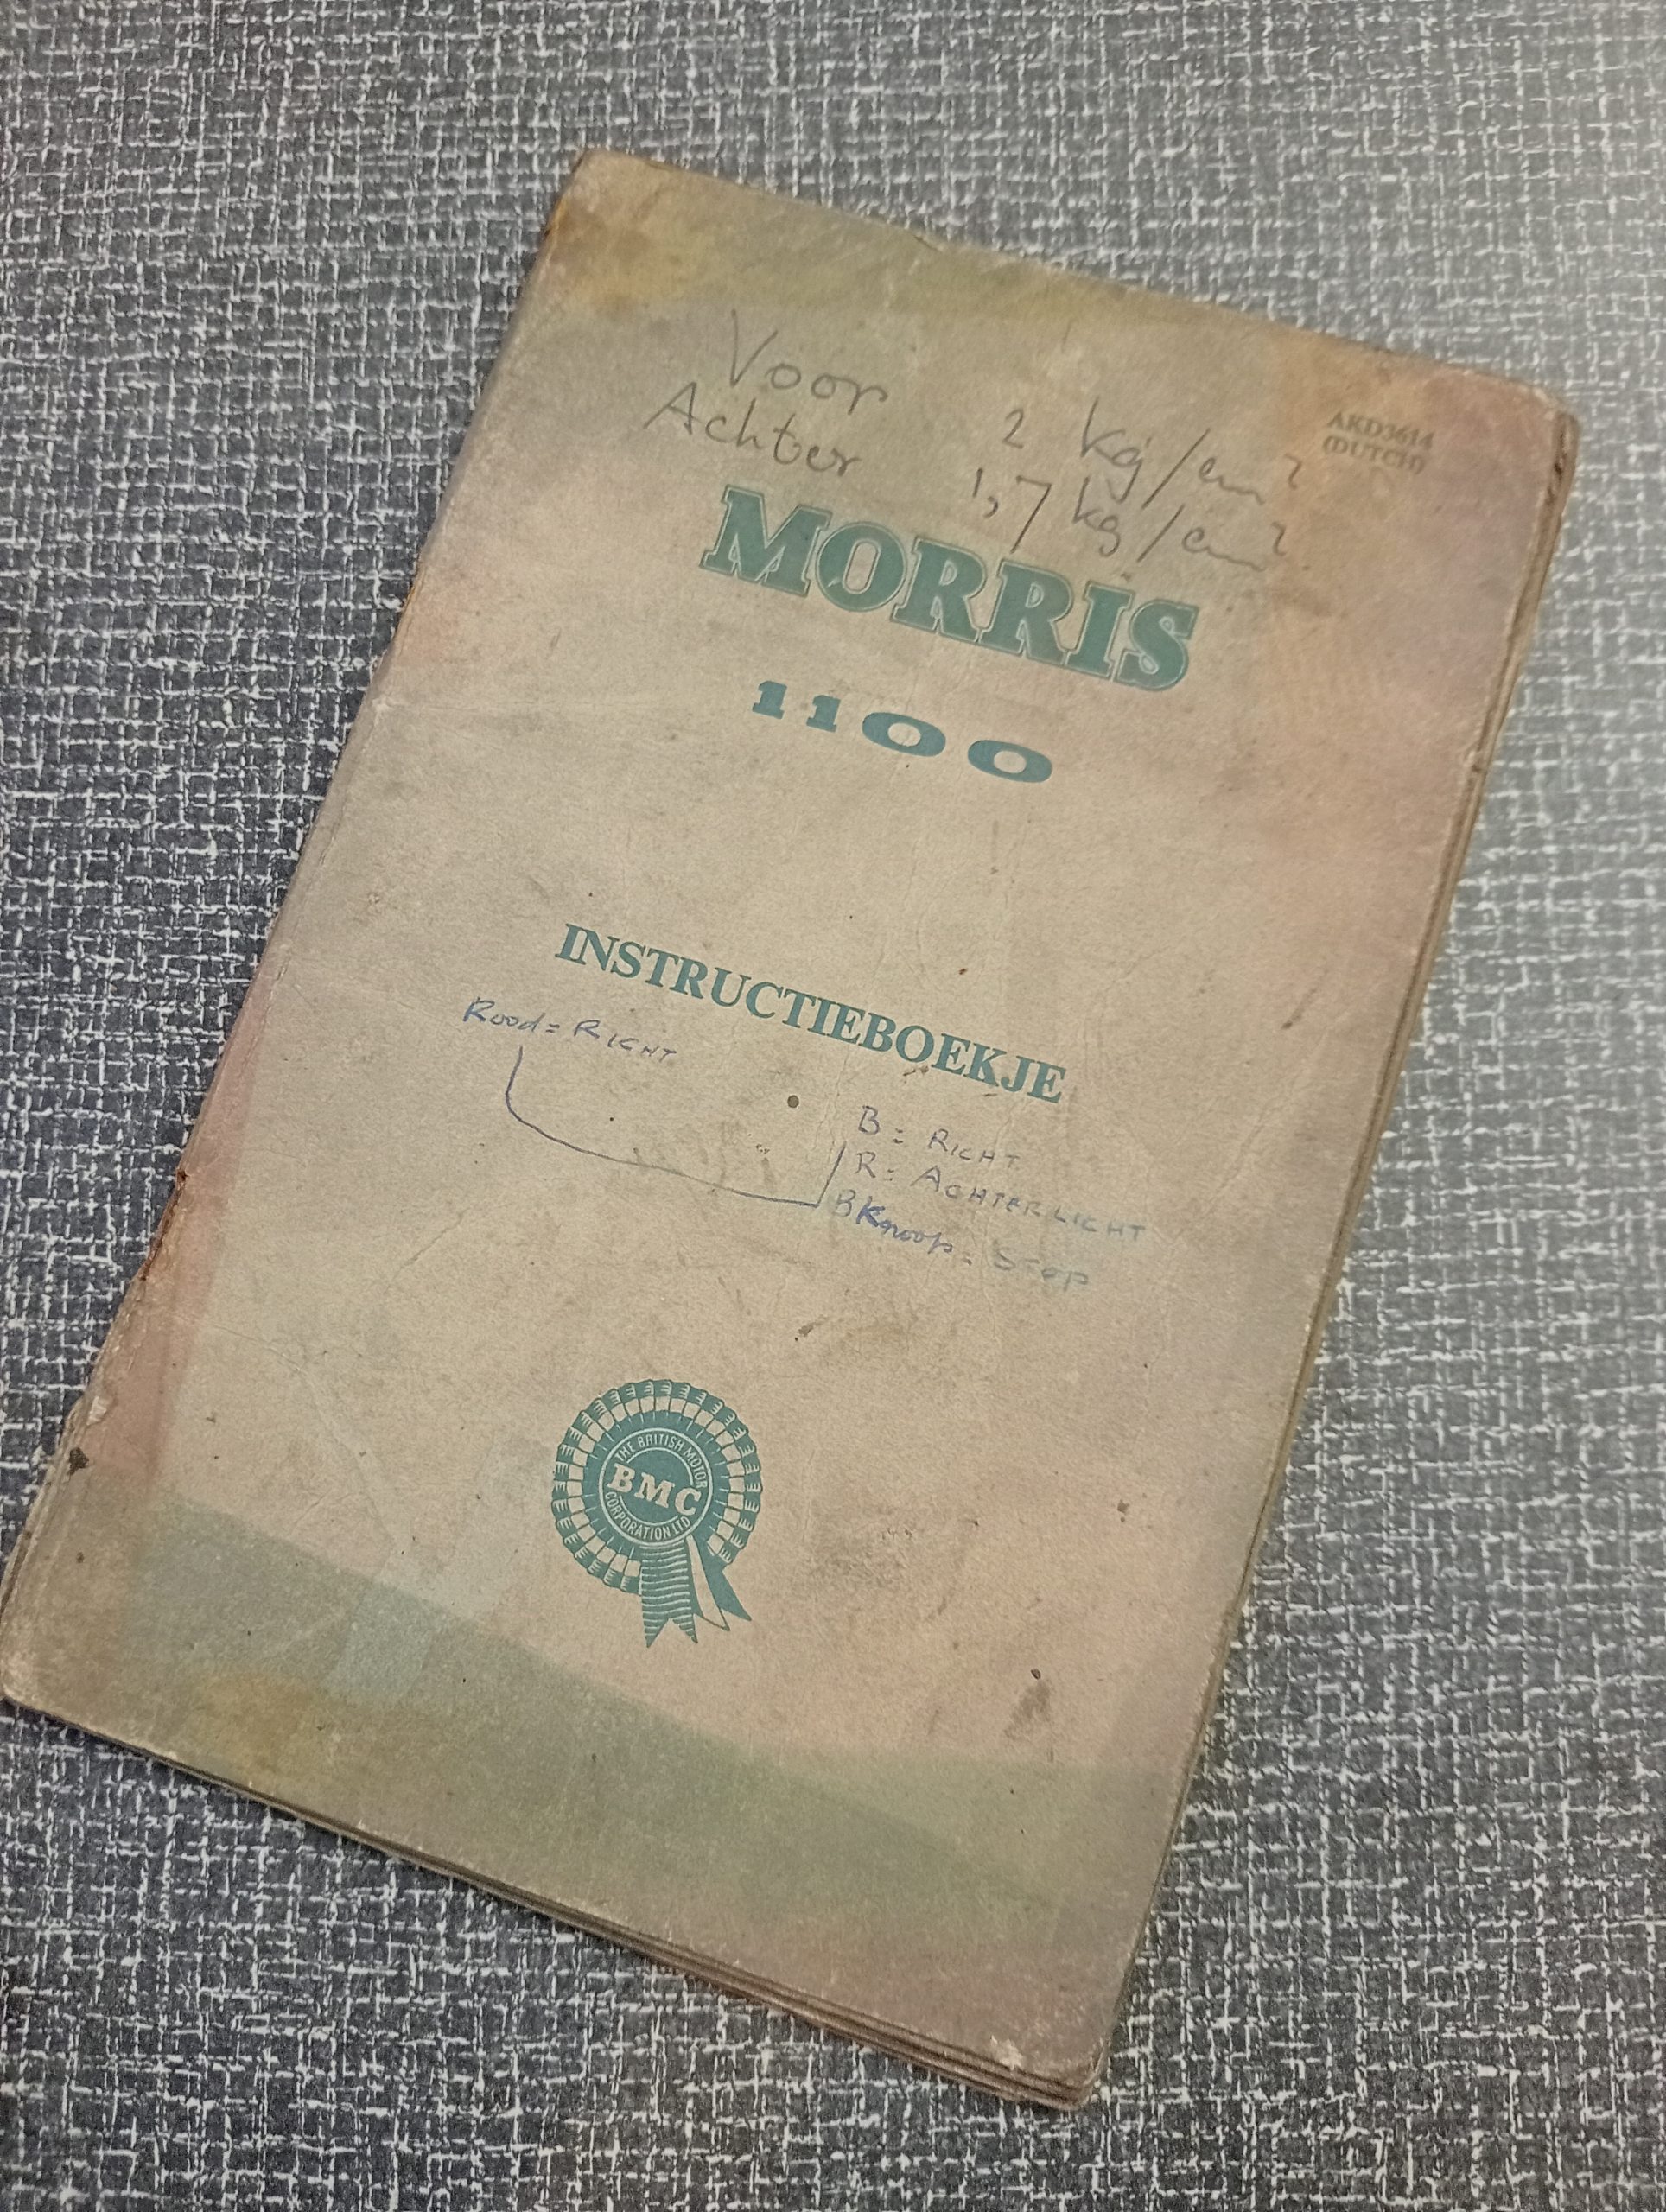 Voor 2 kg/cm²
Achter 1,7 kg/cm²
AKD3614
(DUTCH)
MORRIS
1100
INSTRUCTIEBOEKJE
Rood = RICHT
B = RICHT
R = ACHTERLICHT
BKnoop = STOP
THE BRITISH MOTOR
BMC
CORPORATION LTD